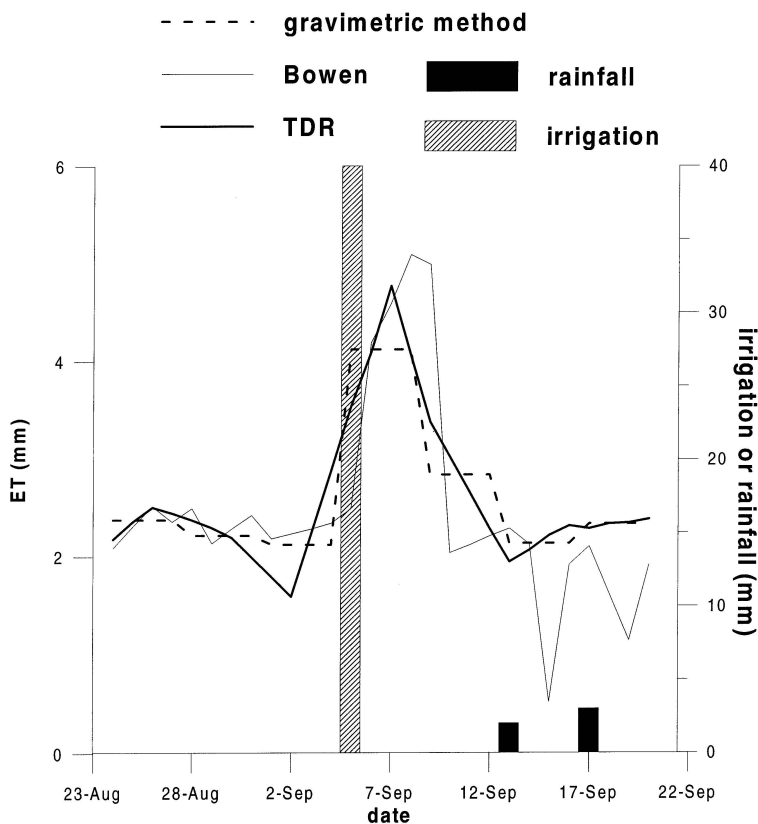 gravimetric method
Bowen
rainfall
TDR
irrigation
6
40
30
4
20
2
10
0
0
ET (mm)
irrigation or rainfall (mm)
23-Aug 28-Aug 2-Sep 7-Sep 12-Sep 17-Sep 22-Sep
date